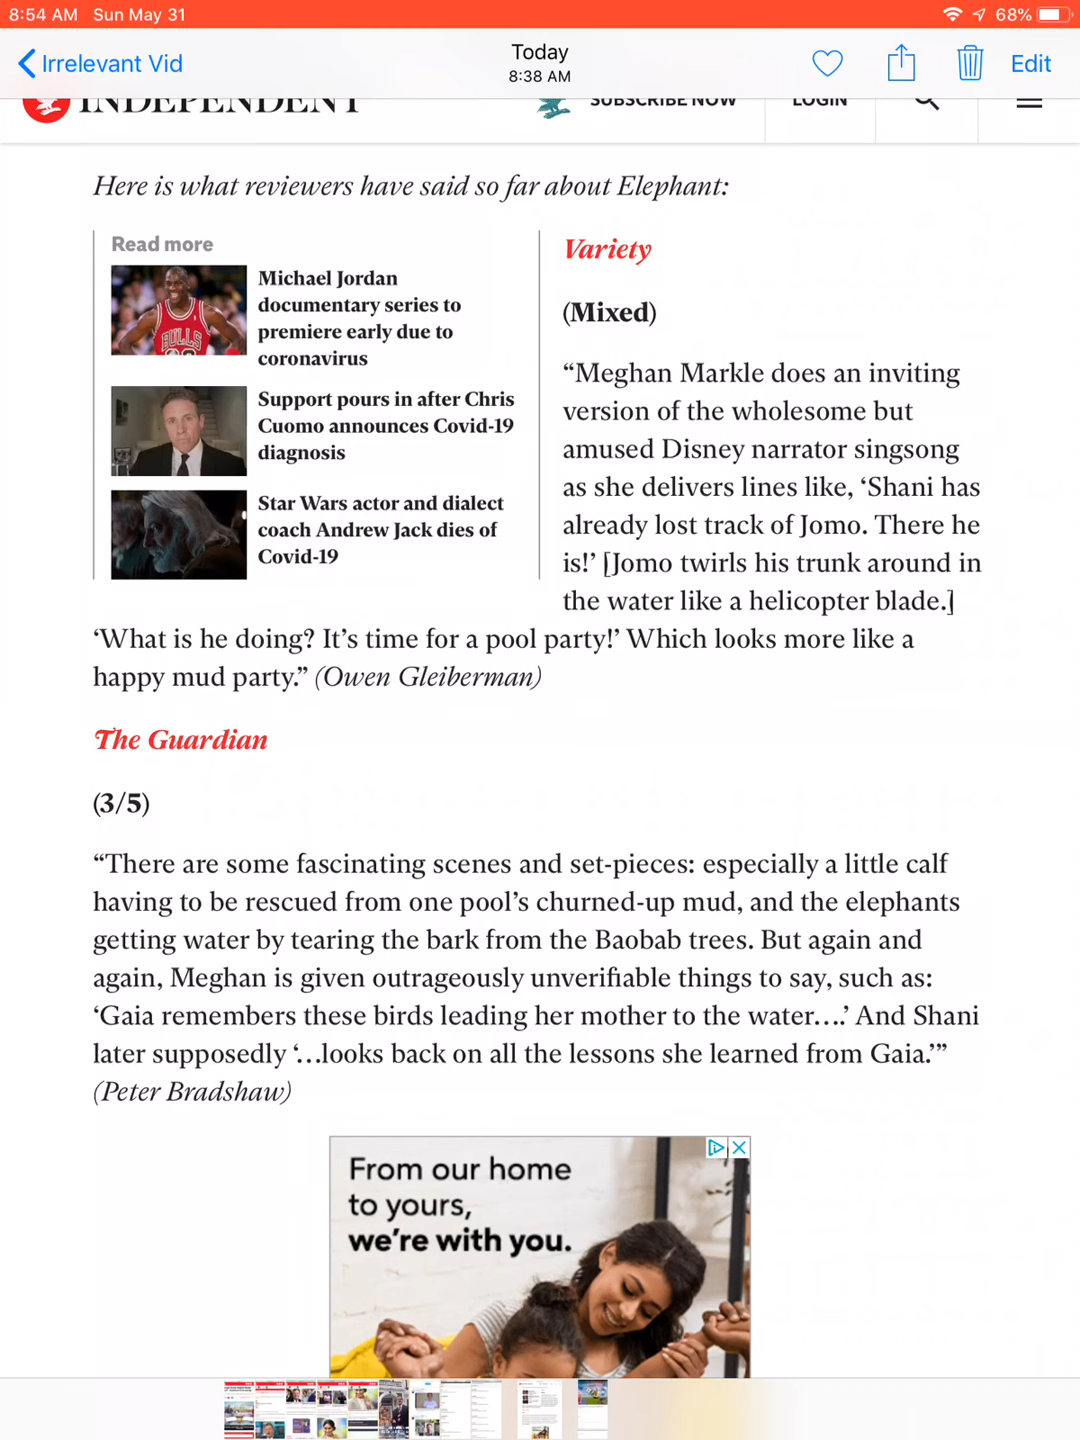 8:54 AM Sun May 31 68%
Irrelevant Vid
Today
8:38 AM
Edit
INDEPENDENT
SUBSCRIBE NOW
LOGIN
Here is what reviewers have said so far about Elephant:
Read more
Michael Jordan
documentary series to
premiere early due to
coronavirus
Support pours in after Chris
Cuomo announces Covid-19
diagnosis
Star Wars actor and dialect
coach Andrew Jack dies of
Covid-19
Variety
(Mixed)
“Meghan Markle does an inviting
version of the wholesome but
amused Disney narrator singsong
as she delivers lines like, ‘Shani has
already lost track of Jomo. There he
is!’ [Jomo twirls his trunk around in
the water like a helicopter blade.]
‘What is he doing? It’s time for a pool party!’ Which looks more like a
happy mud party.” (Owen Gleiberman)
The Guardian
(3/5)
“There are some fascinating scenes and set-pieces: especially a little calf
having to be rescued from one pool’s churned-up mud, and the elephants
getting water by tearing the bark from the Baobab trees. But again and
again, Meghan is given outrageously unverifiable things to say, such as:
‘Gaia remembers these birds leading her mother to the water….’ And Shani
later supposedly ‘…looks back on all the lessons she learned from Gaia.’”
(Peter Bradshaw)
From our home
to yours,
we’re with you.
BULLS